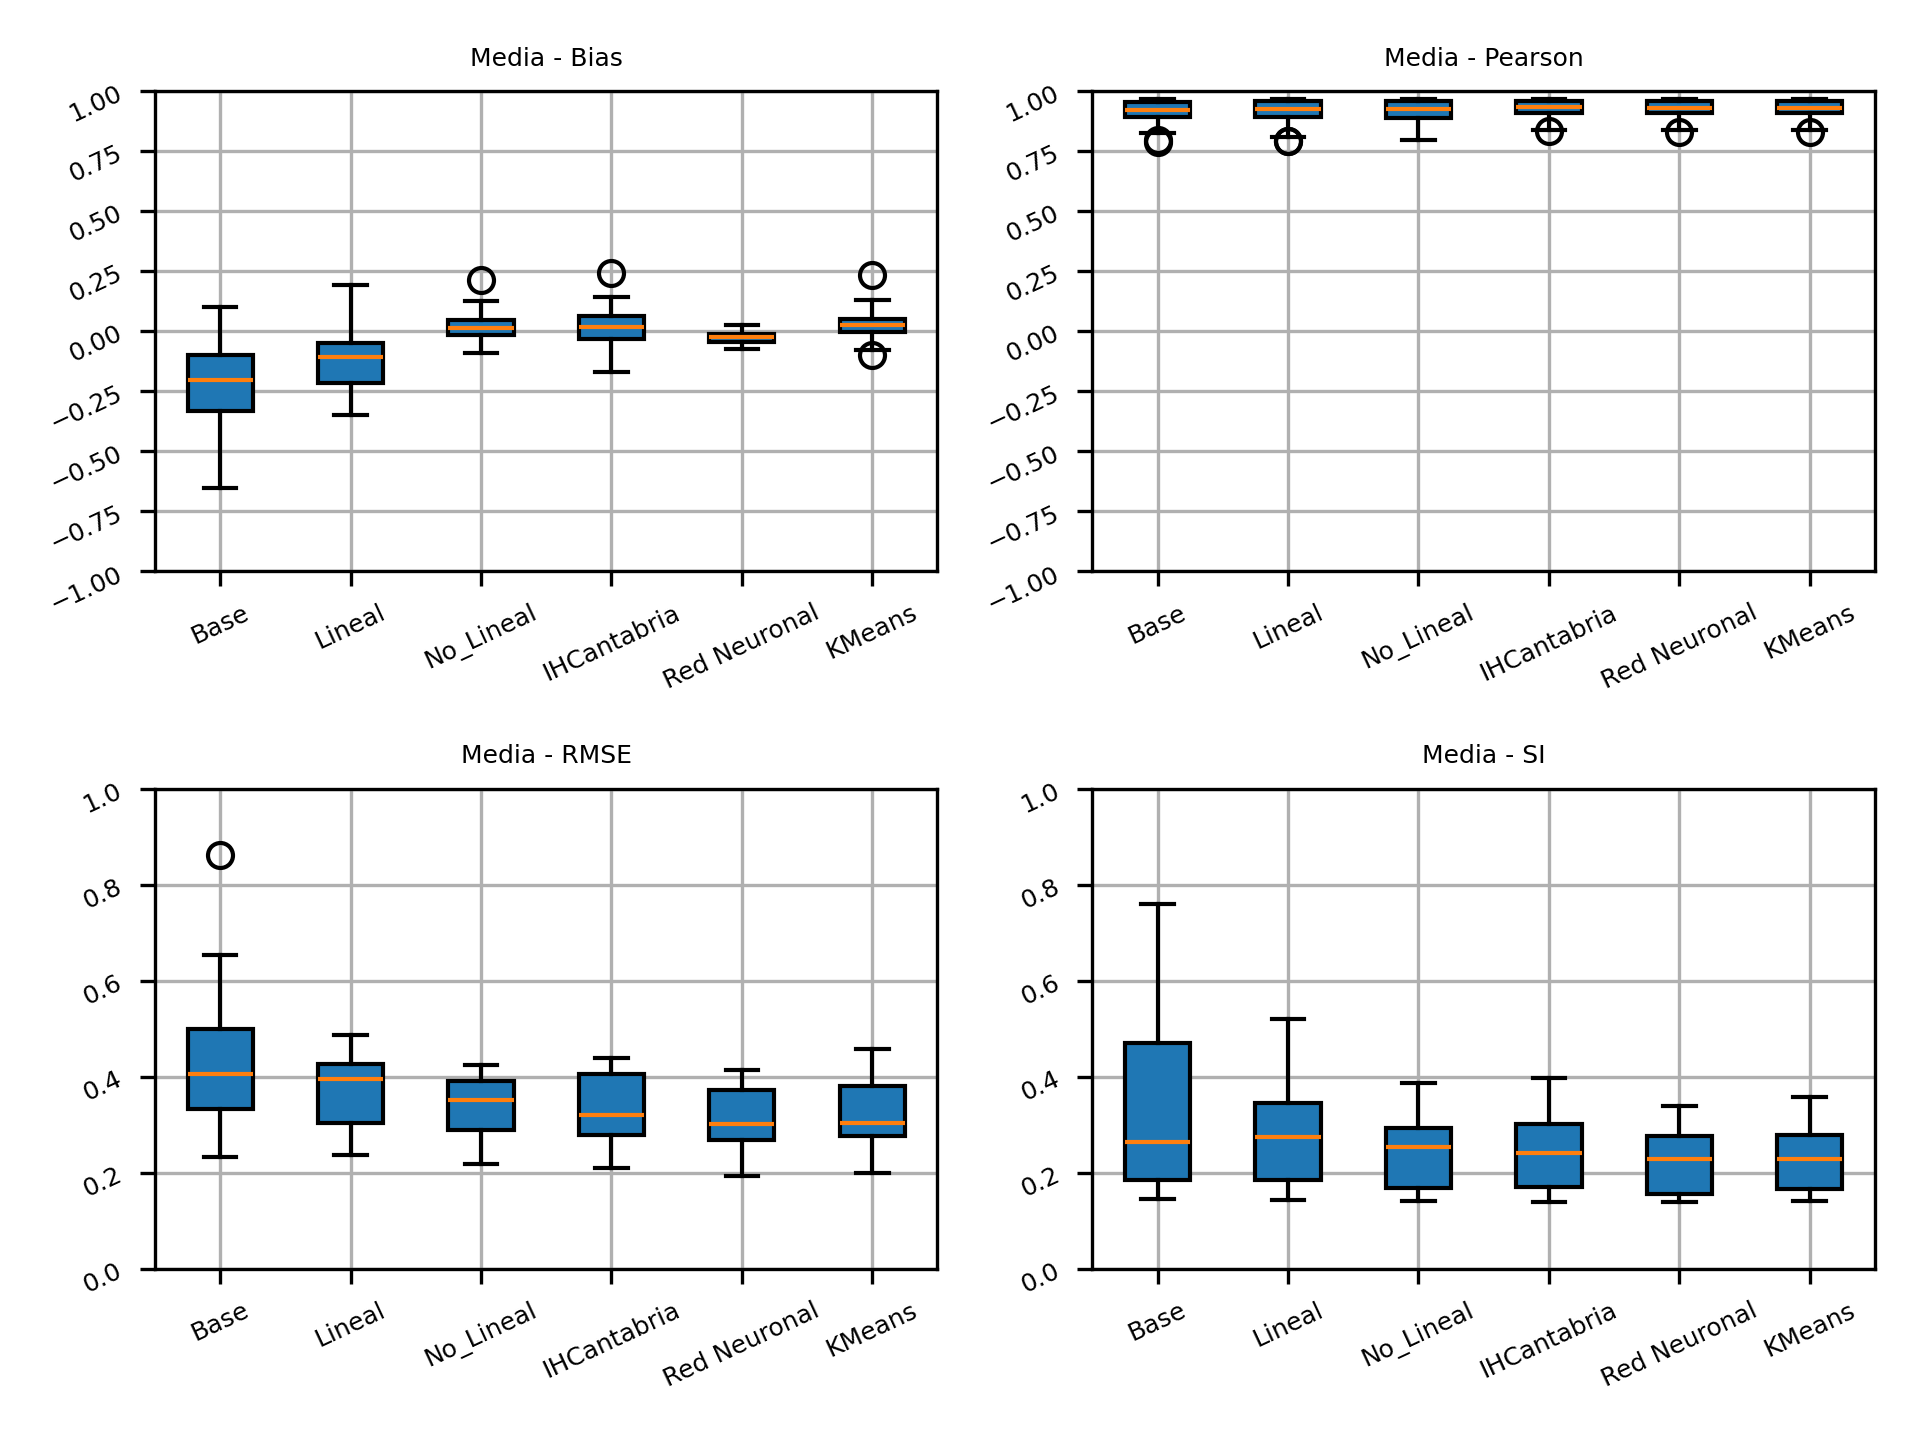 Media - Bias
1.00
0.75
0.50
0.25
0.00
−0.25
−0.50
−0.75
−1.00
Base
Lineal
No_Lineal
IHCantabria
Red Neuronal
KMeans
Media - Pearson
1.00
0.75
0.50
0.25
0.00
−0.25
−0.50
−0.75
−1.00
Base
Lineal
No_Lineal
IHCantabria
Red Neuronal
KMeans
Media - RMSE
1.0
0.8
0.6
0.4
0.2
0.0
Base
Lineal
No_Lineal
IHCantabria
Red Neuronal
KMeans
Media - SI
1.0
0.8
0.6
0.4
0.2
0.0
Base
Lineal
No_Lineal
IHCantabria
Red Neuronal
KMeans